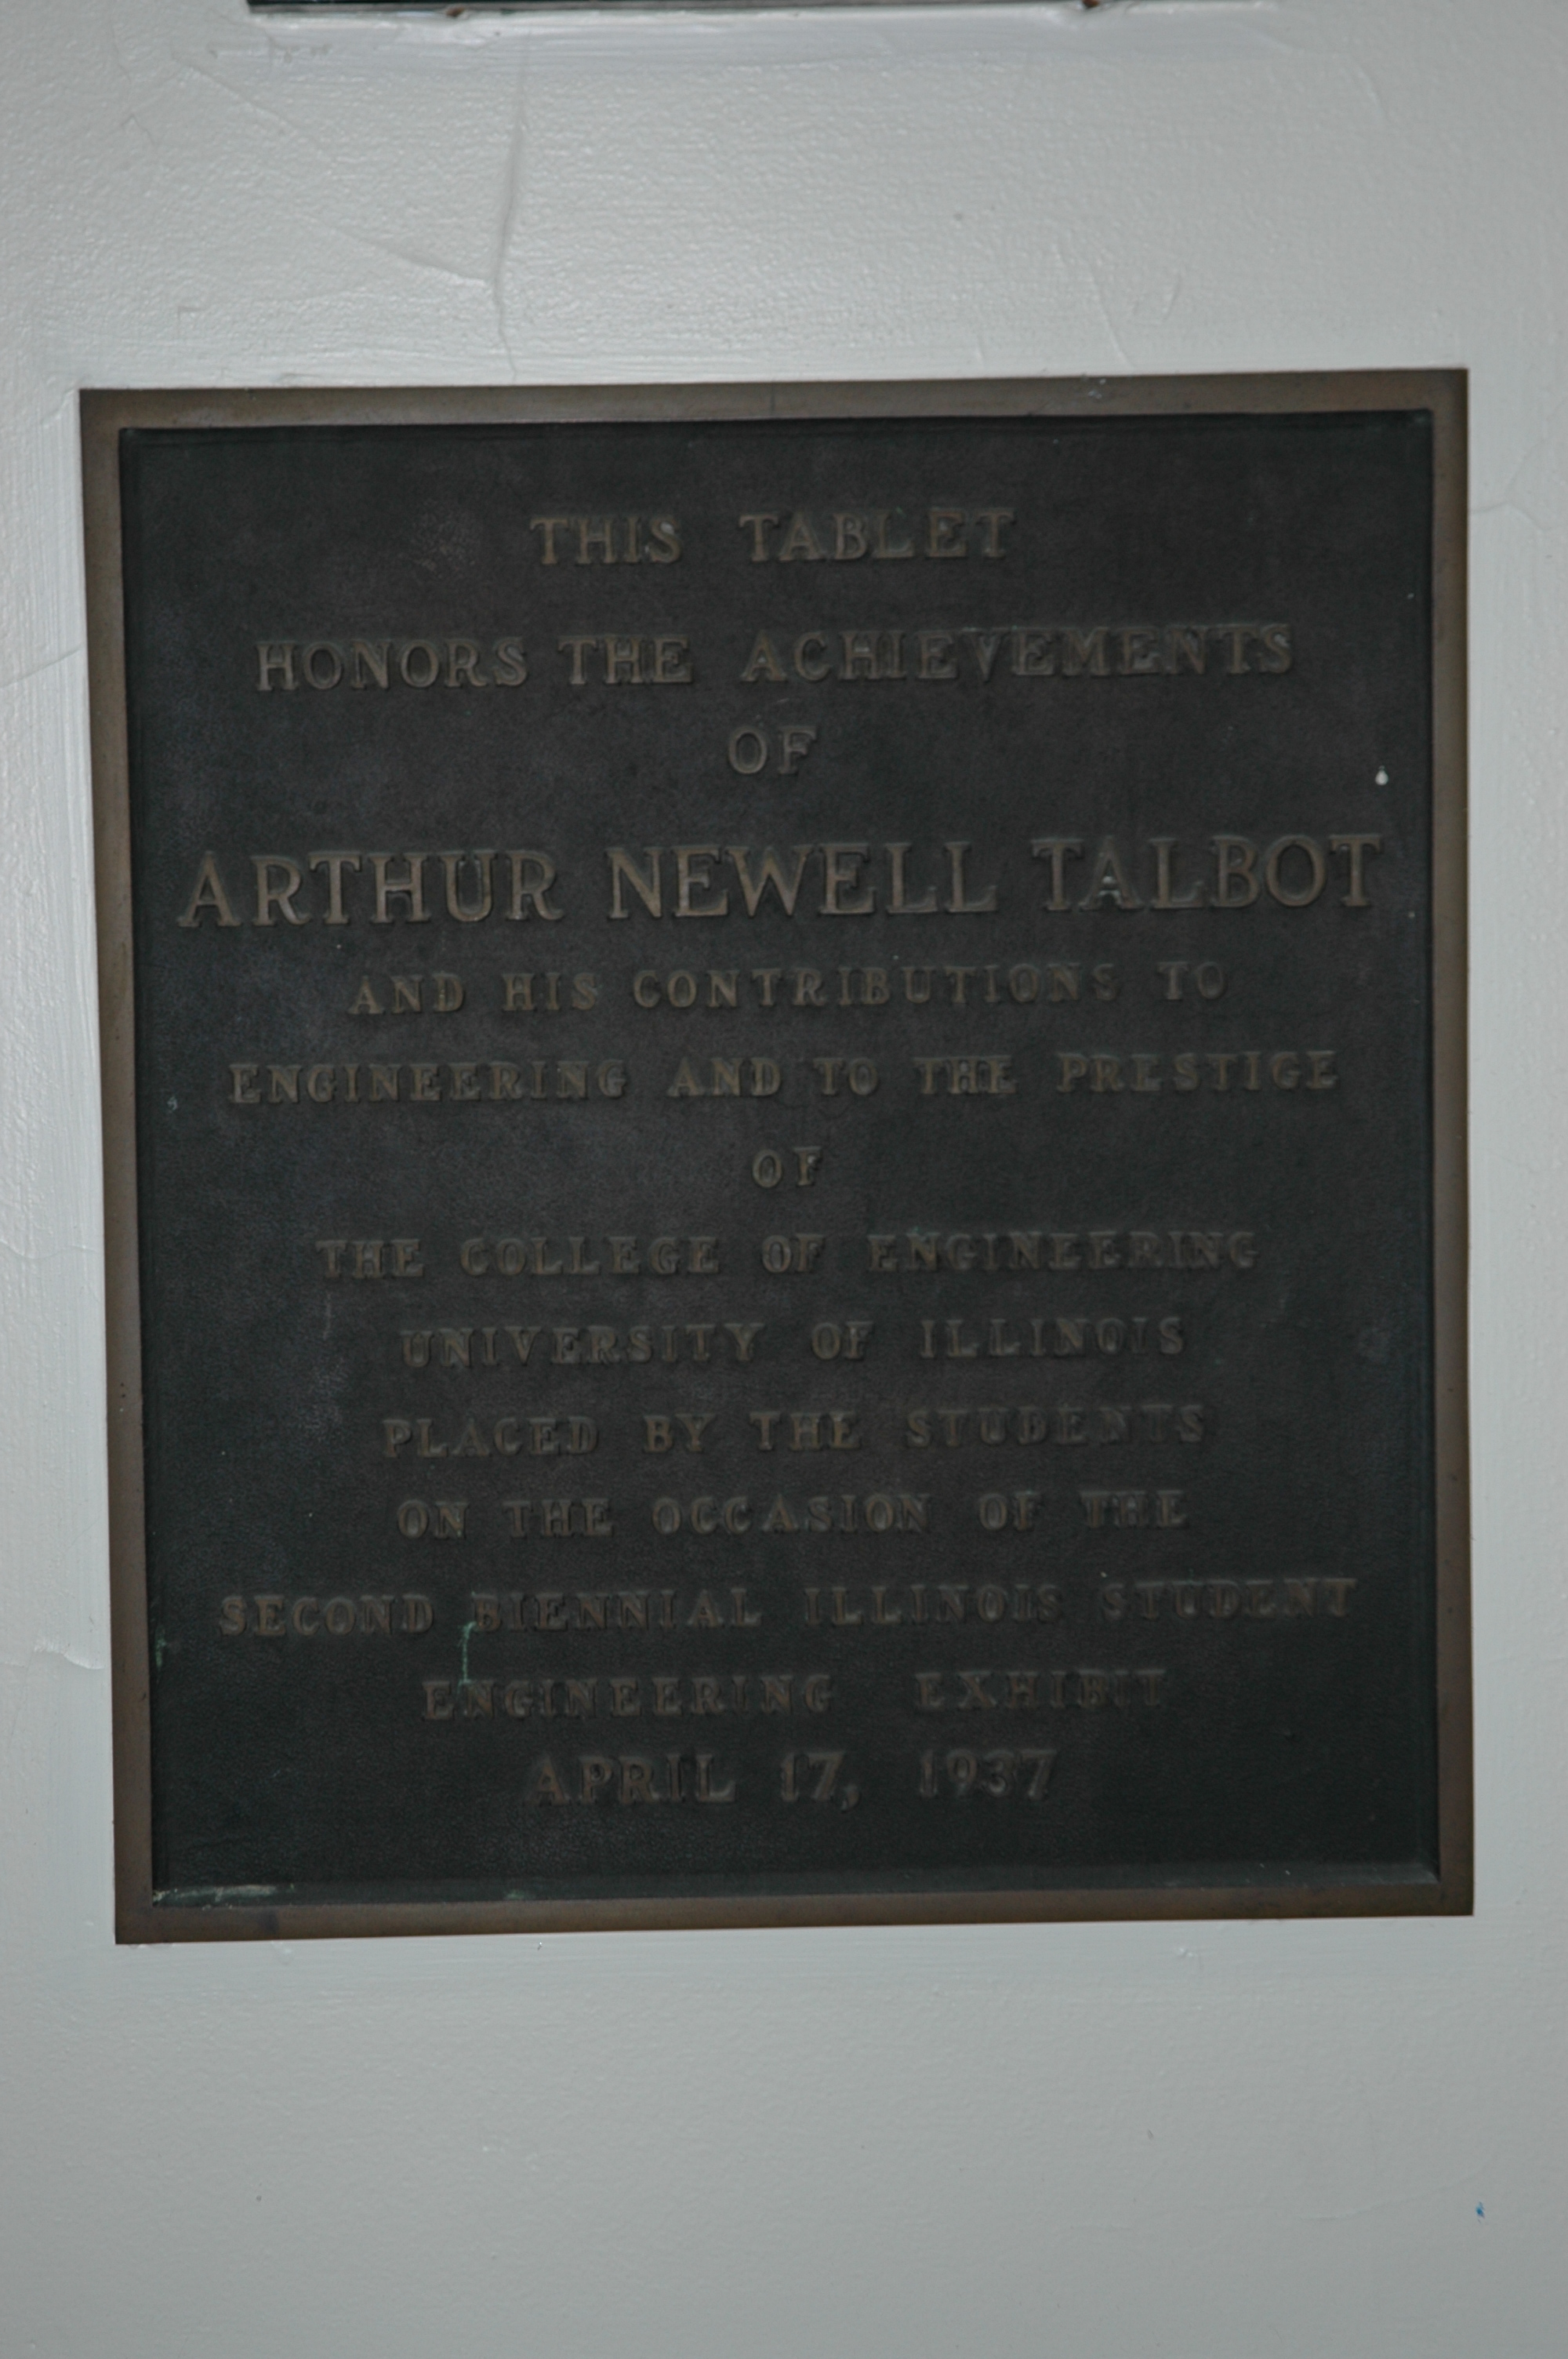 THIS TABLET
HONORS THE ACHIEVEMENTS
OF
ARTHUR NEWELL TALBOT
AND HIS CONTRIBUTIONS TO
ENGINEERING AND TO THE PRESTIGE
OF
THE COLLEGE OF ENGINEERING
UNIVERSITY OF ILLINOIS
PLACED BY THE STUDENTS
ON THE OCCASION OF THE
SECOND BIENNIAL ILLINOIS STUDENT
ENGINEERING EXHIBIT
APRIL 17, 1937